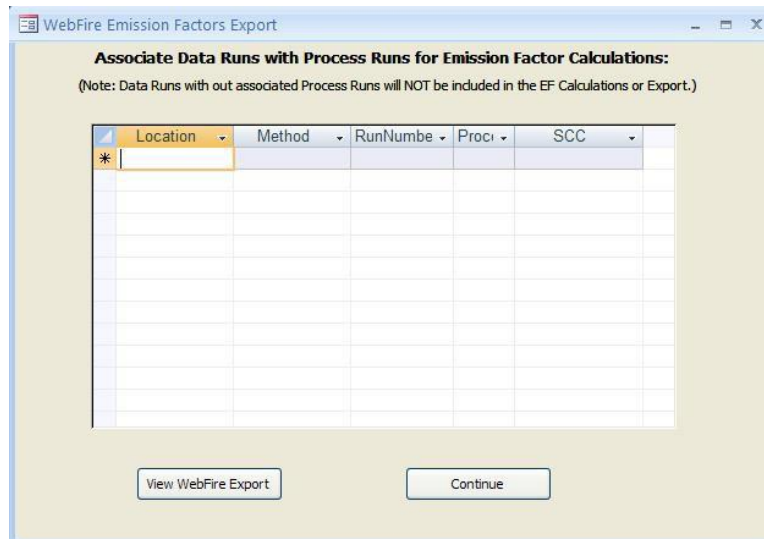 WebFire Emission Factors Export
Associate Data Runs with Process Runs for Emission Factor Calculations:
(Note: Data Runs with out associated Process Runs will NOT be included in the EF Calculations or Export.)
Location Method RunNumbe Proc SCC
View WebFire Export Continue